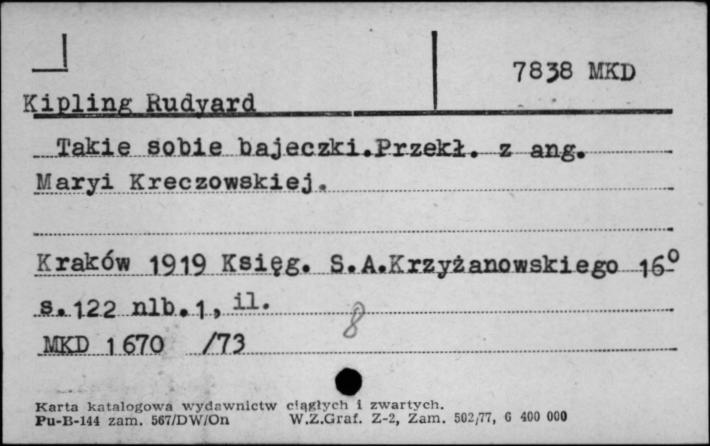 7838 MKD
Kipling Rudyard
Takie sobie bajeczki.Przekł. z ang.
Maryi Kreczowskiej.
Kraków 1919 Księg. S.A.Krzyżanowskiego 16°
s.122 nlb.1, il.
8
MKD 1670 /73
Karta katalogowa wydawnictw ciągłych i zwartych.
Pu-B-144 zam. 567/DW/On W.Z.Graf. Z-2, Zam. 502/77, 6 400 000